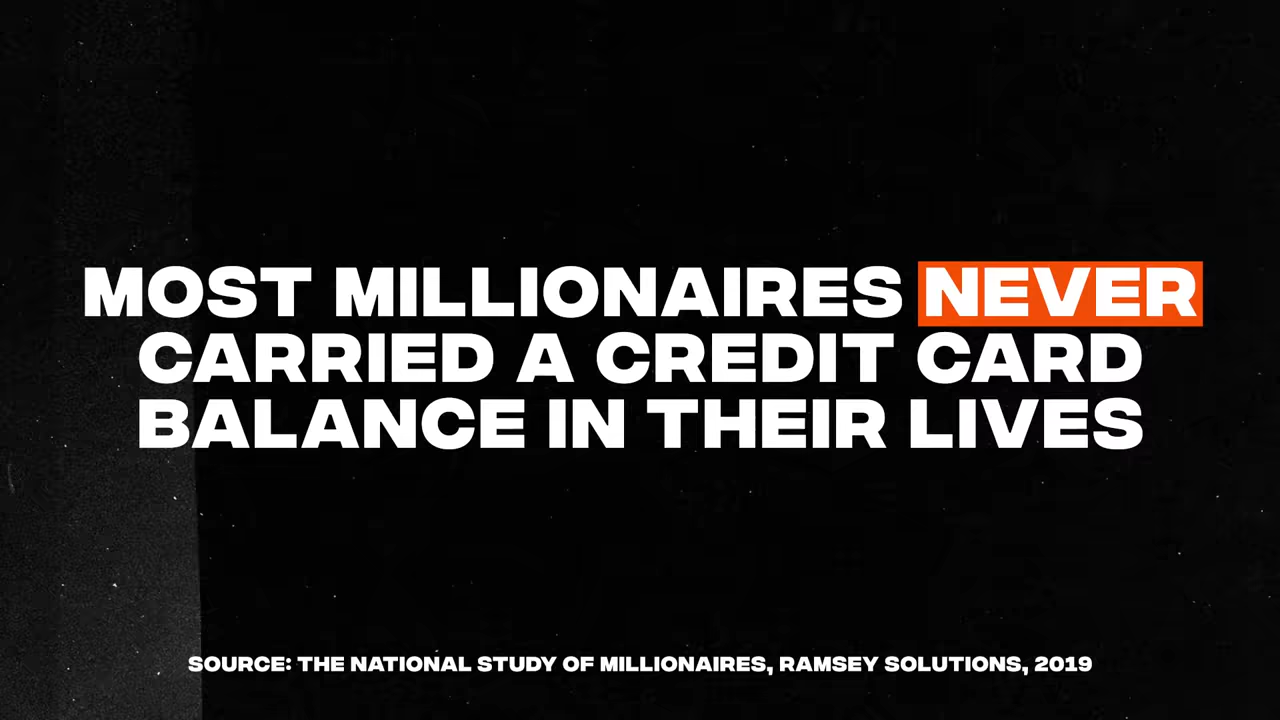 MOST MILLIONAIRES NEVER
CARRIED A CREDIT CARD
BALANCE IN THEIR LIVES
SOURCE: THE NATIONAL STUDY OF MILLIONAIRES, RAMSEY SOLUTIONS, 2019